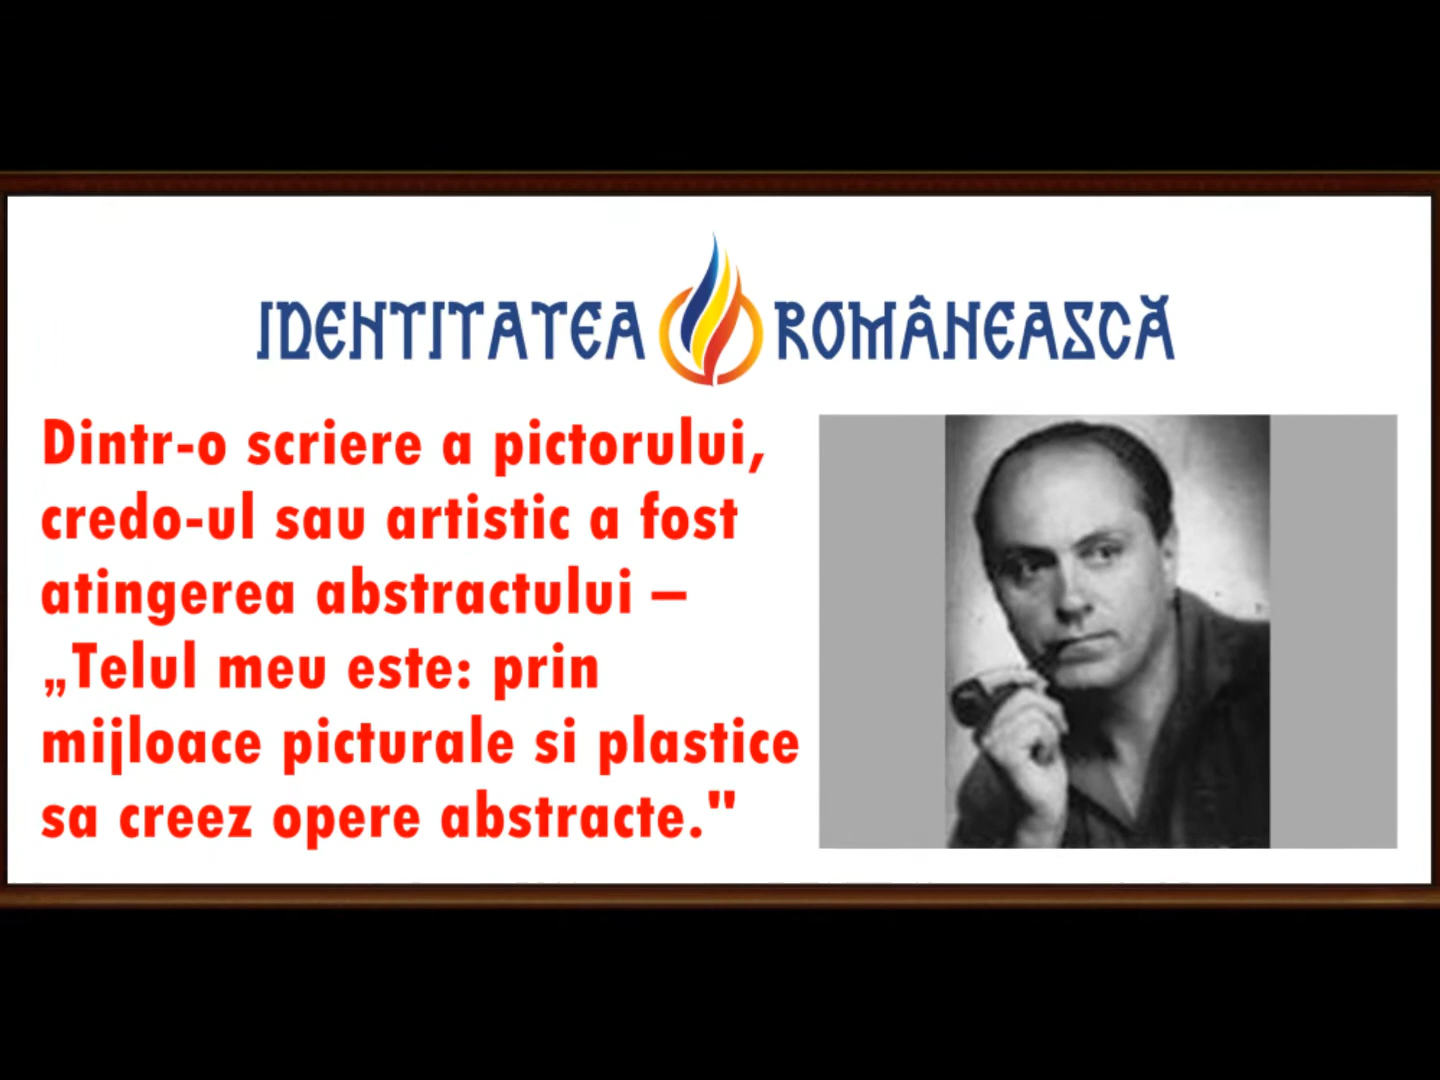 IDENTITATEA ROMÂNEASCĂ
Dintr-o scriere a pictorului,
credo-ul sau artistic a fost
atingerea abstractului –
„Telul meu este: prin
mijloace picturale si plastice
sa creez opere abstracte."